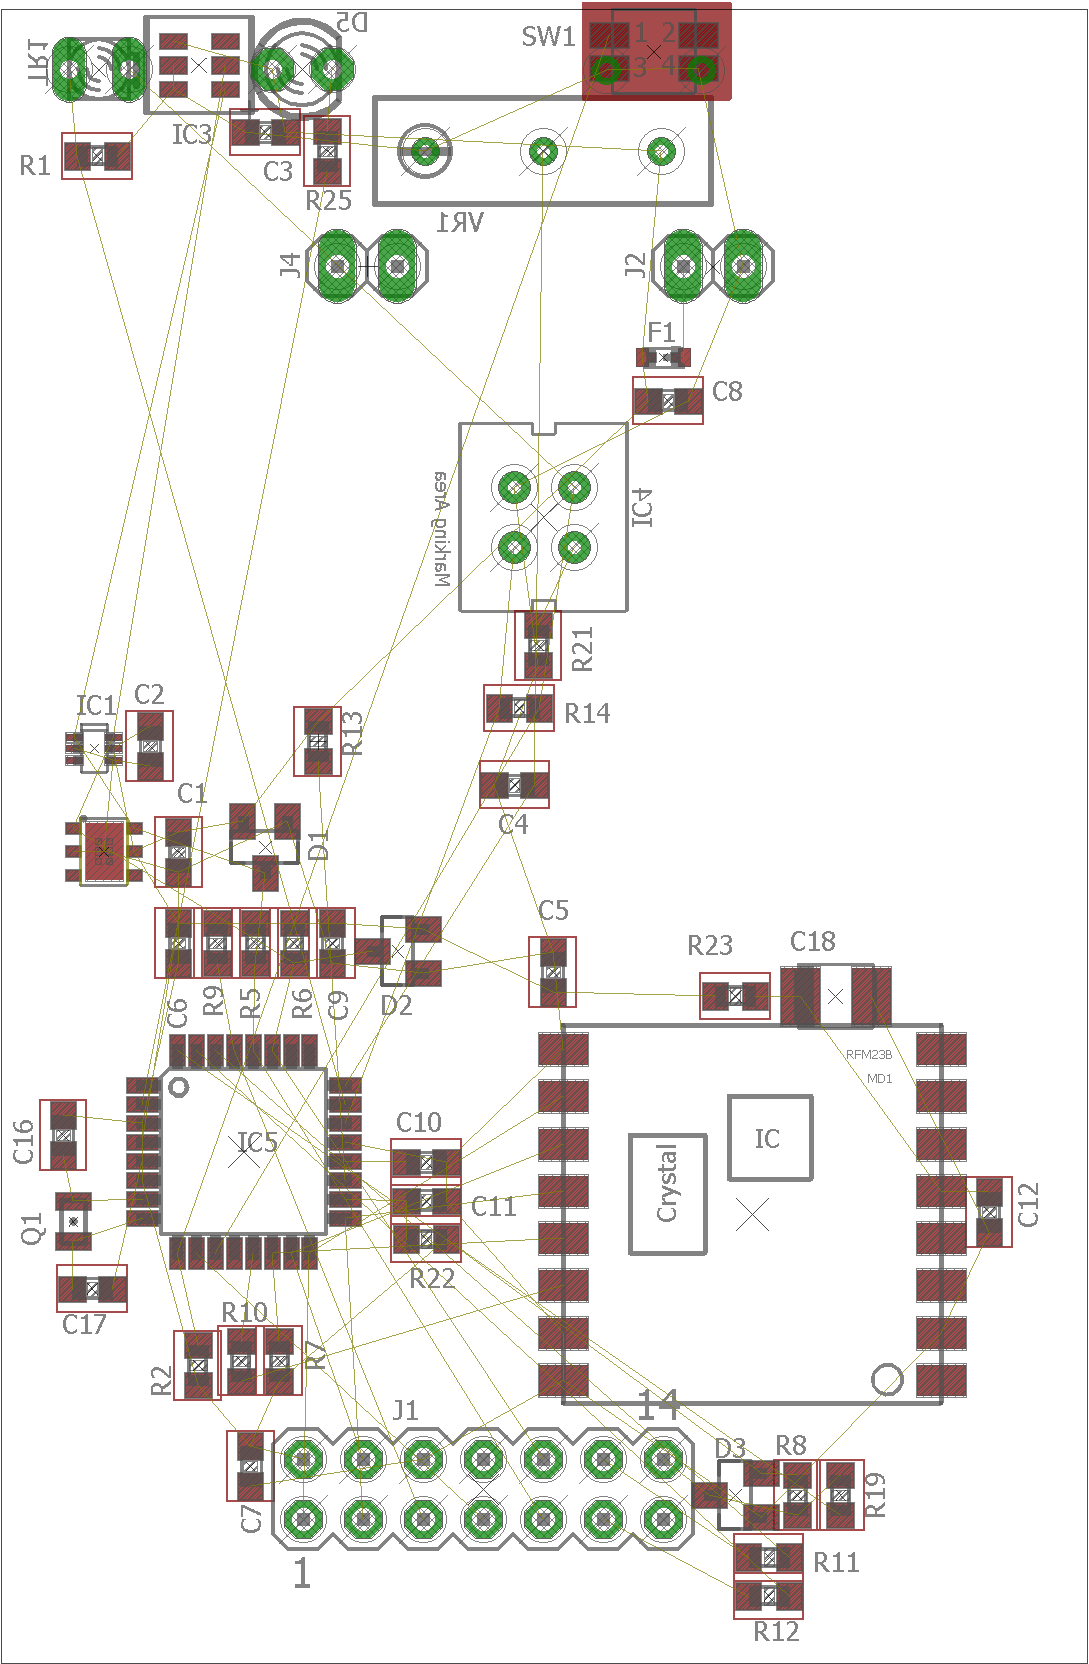 TR1
D5
SW1
1 2
3 4
IC3
R1
C3
R25
VR1
J4
J2
F1
C8
Marking Area
IC4
R21
R14
C2
IC1
R13
C1
C4
D1
C5
R23
C18
C6
R9
R5
R6
C9
D2
RFM23B
MD1
IC5
C16
C10
IC
Crystal
C11
C12
Q1
R22
C17
R10
R7
R2
J1
14
D3
R8
R19
C7
1
R11
R12